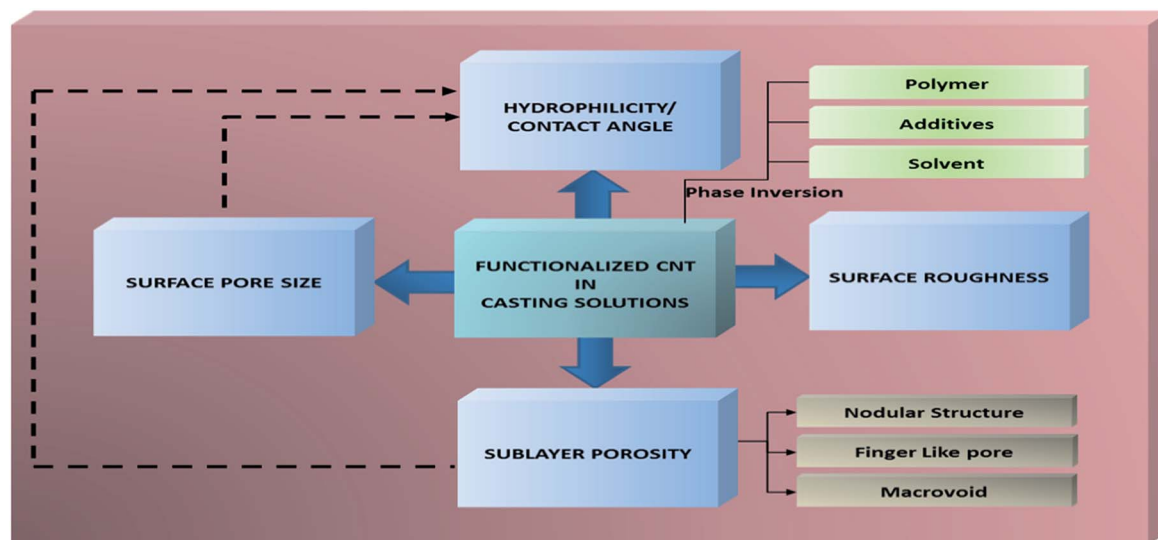 HYDROPHILICITY/
CONTACT ANGLE
Polymer
Additives
Solvent
Phase Inversion
SURFACE PORE SIZE
FUNCTIONALIZED CNT
IN
CASTING SOLUTIONS
SURFACE ROUGHNESS
SUBLAYER POROSITY
Nodular Structure
Finger Like pore
Macrovoid